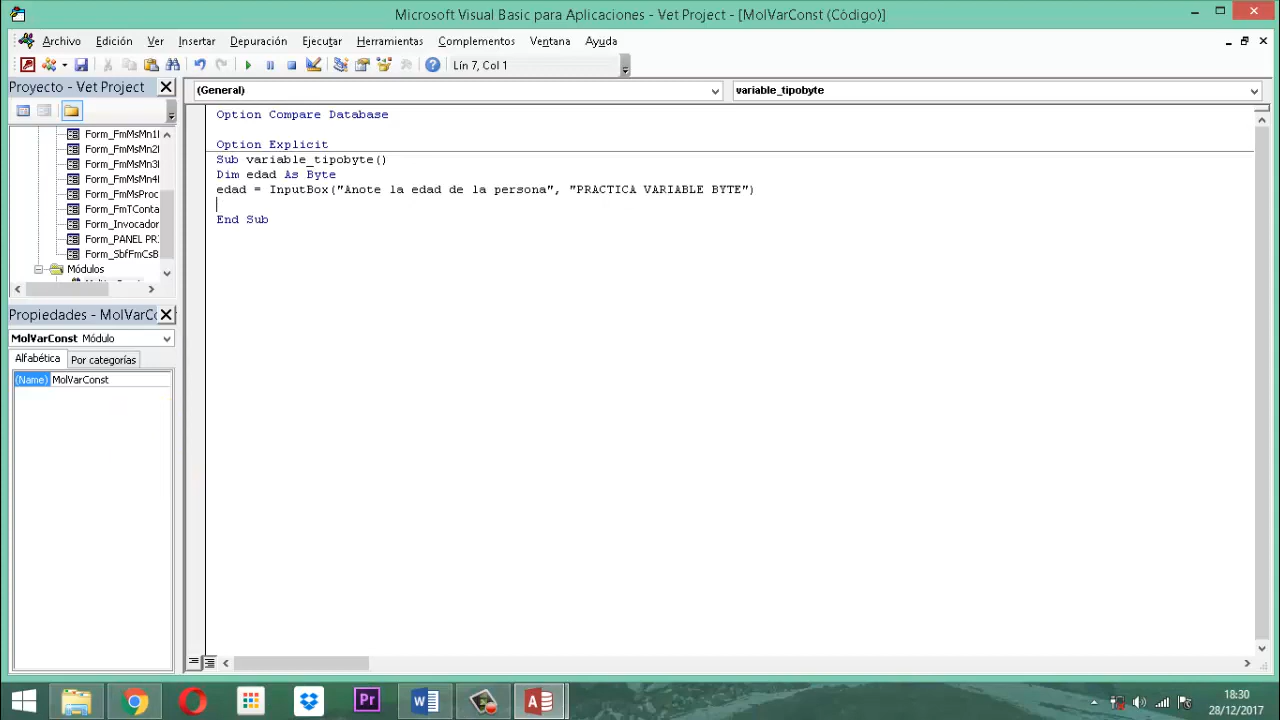 Microsoft Visual Basic para Aplicaciones - Vet Project - [MolVarConst (Código)]
Archivo Edición Ver Insertar Depuración Ejecutar Herramientas Complementos Ventana Ayuda
Lín 7, Col 1
Proyecto - Vet Project
(General)
variable_tipobyte
Form_FmMsMn1
Form_FmMsMn2
Form_FmMsMn3
Form_FmMsMn4
Form_FmMsProc
Form_FmTConta
Form_Invocador
Form_PANEL PR
Form_SbfFmCsB
Módulos
Option Compare Database
Option Explicit
Sub variable_tipobyte()
Dim edad As Byte
edad = InputBox("Anote la edad de la persona", "PRACTICA VARIABLE BYTE")
End Sub
Propiedades - MolVarCo
MolVarConst Módulo
Alfabética Por categorías
(Name) MolVarConst
Pr
18:30
28/12/2017